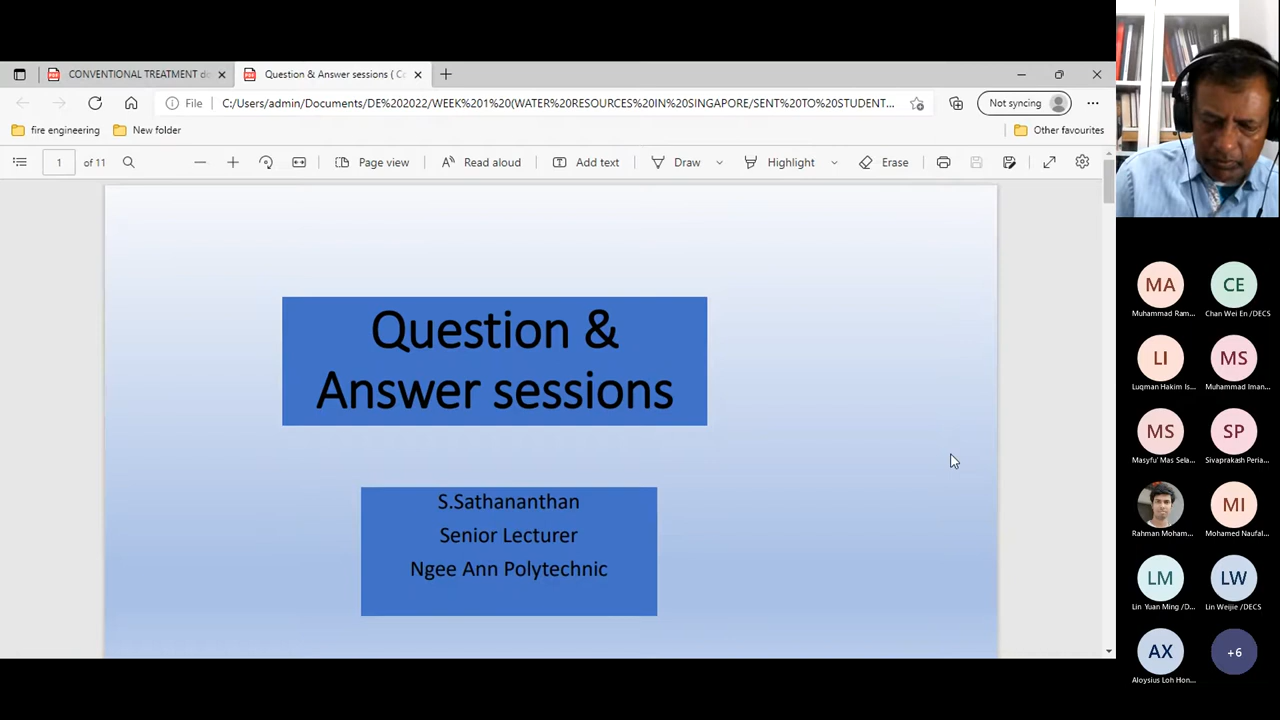 CONVENTIONAL TREATMENT de
Question & Answer sessions ( Co
File
C:/Users/admin/Documents/DE%202022/WEEK%201%20(WATER%20RESOURCES%20IN%20SINGAPORE/SENT%20TO%20STUDENT...
Not syncing
fire engineering
New folder
Other favourites
1
of 11
Page view
Read aloud
Add text
Draw
Highlight
Erase
Question &
Answer sessions
S.Sathananthan
Senior Lecturer
Ngee Ann Polytechnic
MA
Muhammad Ram...
CE
Chan Wei En /DECS
LI
Luqman Hakim Is...
MS
Muhammad Iman...
MS
Masyfu' Mas Sela...
SP
Sivaprakash Peria...
Rahman Moham...
MI
Mohamed Naufal...
LM
Lin Yuan Ming /D...
LW
Lin Weijie /DECS
AX
Aloysius Loh Hon...
+6